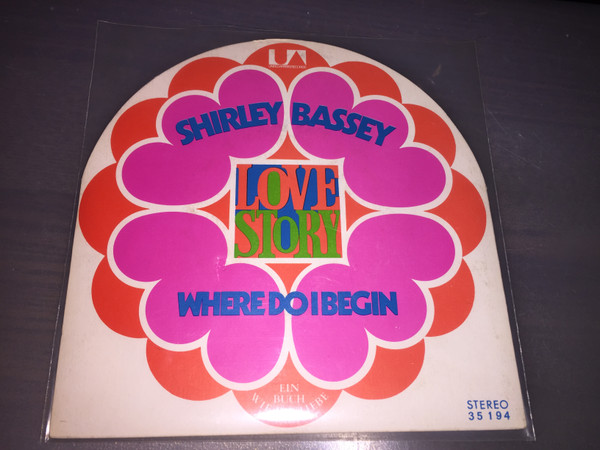 UA
SHIRLEY BASSEY
LOVE
STORY
WHERE DO I BEGIN
EIN
BUCH
STEREO
35 194